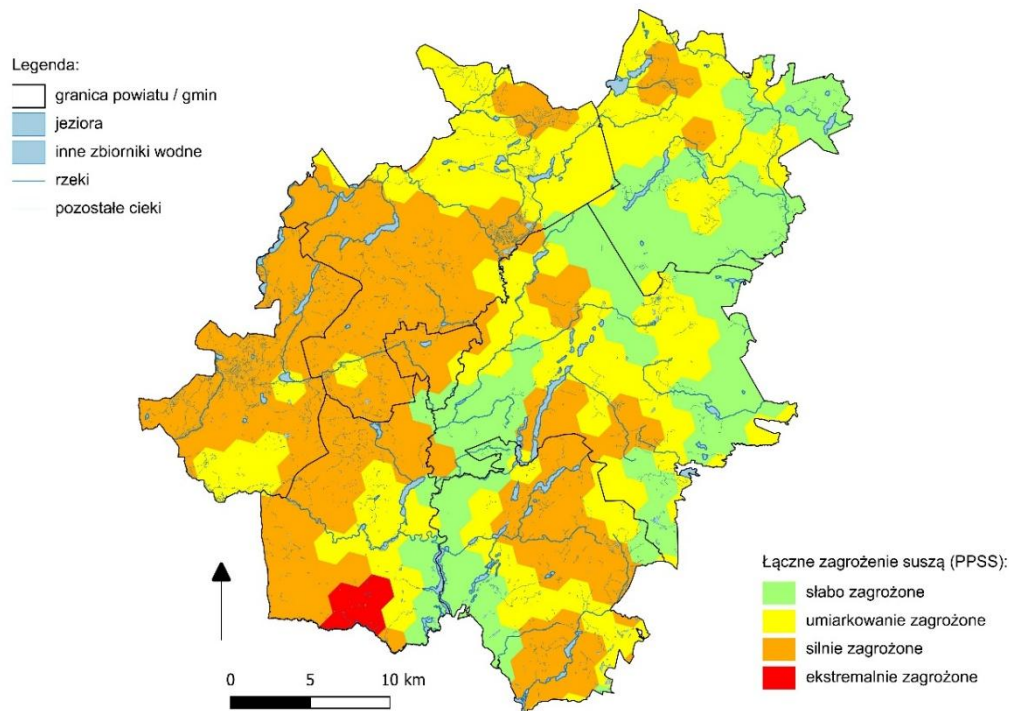 Legenda:
granica powiatu / gmin
jeziora
inne zbiorniki wodne
rzeki
pozostałe cieki
Łączne zagrożenie suszą (PPSS):
słabo zagrożone
umiarkowanie zagrożone
silnie zagrożone
ekstremalnie zagrożone
0 5 10 km